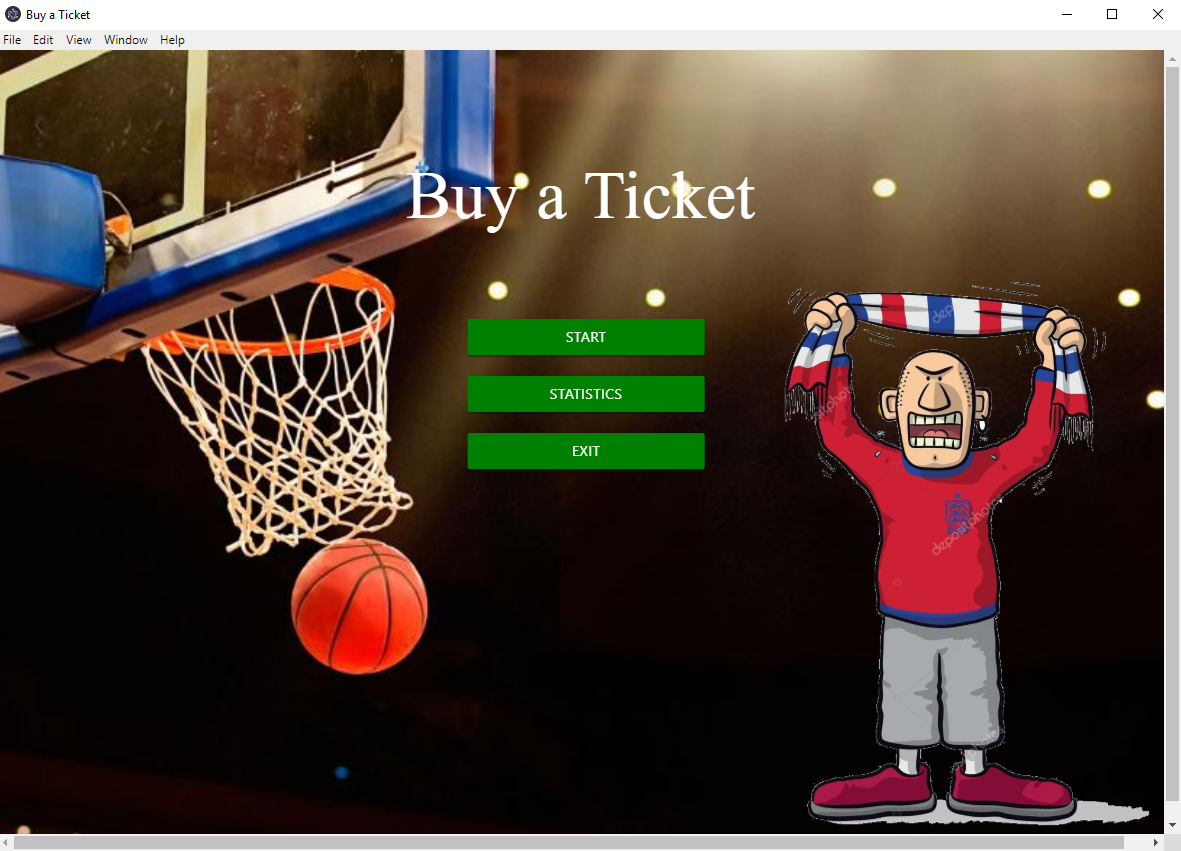 Buy a Ticket
File Edit View Window Help
Buy a Ticket
START
STATISTICS
EXIT
depositphotos